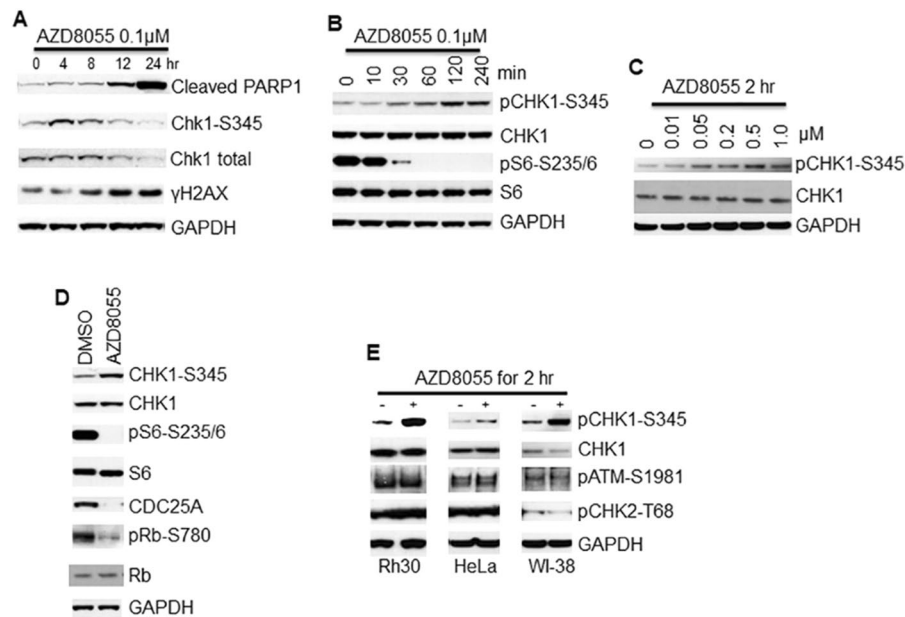 A
AZD8055 0.1µM
0 4 8 12 24 hr
Cleaved PARP1
Chk1-S345
Chk1 total
γH2AX
GAPDH
B
AZD8055 0.1µM
0 10 30 60 120 240 min
pCHK1-S345
CHK1
pS6-S235/6
S6
GAPDH
C
AZD8055 2 hr
0 0.01 0.05 0.2 0.5 1.0 µM
pCHK1-S345
CHK1
GAPDH
D
DMSO AZD8055
CHK1-S345
CHK1
pS6-S235/6
S6
CDC25A
pRb-S780
Rb
GAPDH
E
AZD8055 for 2 hr
- + - + - +
pCHK1-S345
CHK1
pATM-S1981
pCHK2-T68
GAPDH
Rh30 HeLa WI-38